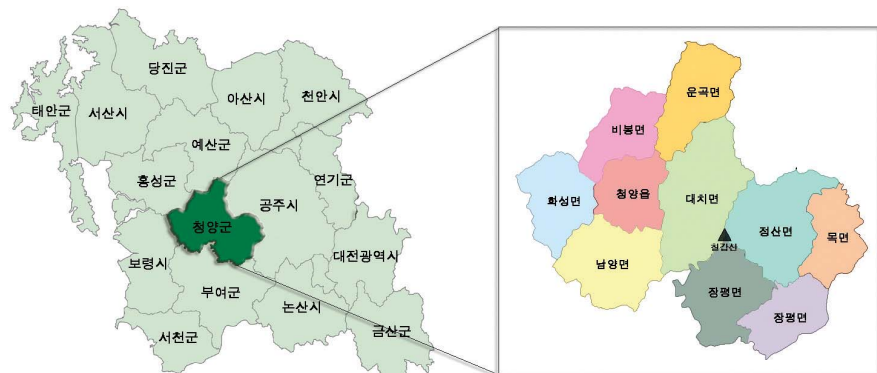 당진군
아산시
천안시
태안군
서산시
예산군
홍성군
연기군
공주시
청양군
대전광역시
보령시
부여군
논산시
서천군
금산군
운곡면
비봉면
청양읍
대치면
화성면
정산면
목면
칠갑산
남양면
장평면
장평면